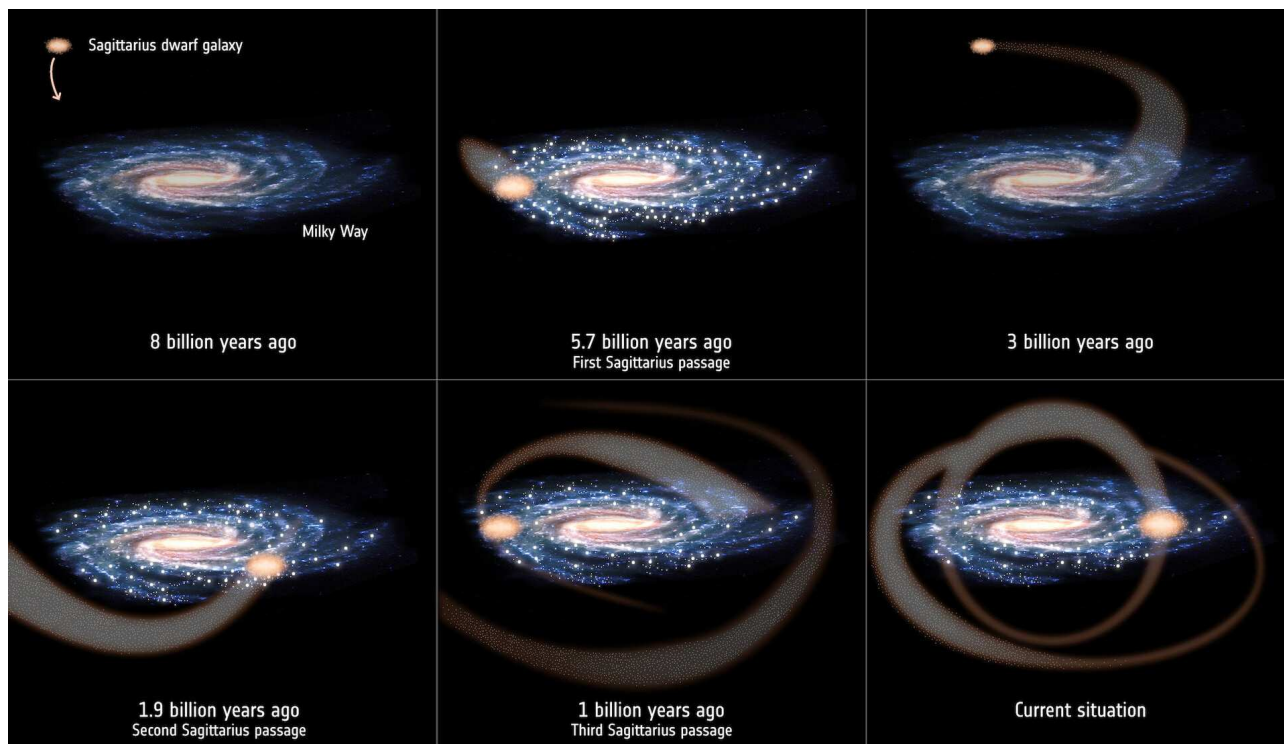 Sagittarius dwarf galaxy
Milky Way
8 billion years ago
5.7 billion years ago
First Sagittarius passage
3 billion years ago
1.9 billion years ago
Second Sagittarius passage
1 billion years ago
Third Sagittarius passage
Current situation